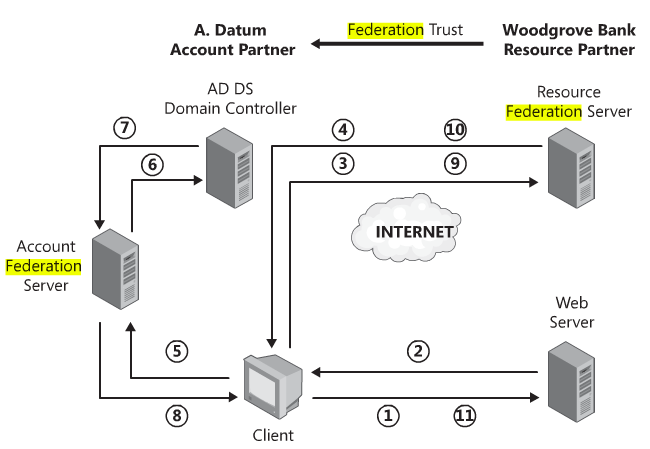 A. Datum
Account Partner
Federation Trust
Woodgrove Bank
Resource Partner
AD DS
Domain Controller
Resource
Federation Server
7
4
10
6
3
9
INTERNET
Account
Federation
Server
Web
Server
5
2
8
1
11
Client